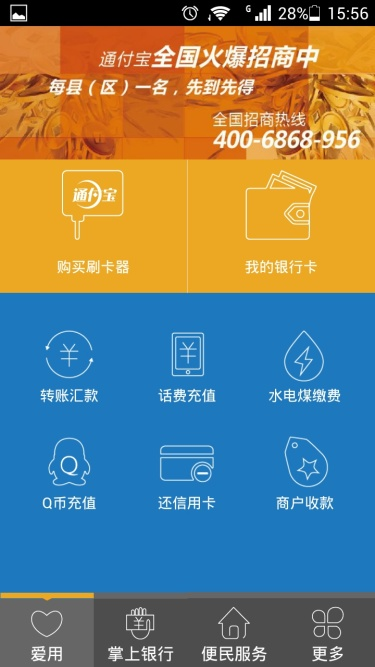 G
28%
15:56
通付宝全国火爆招商中
每县（区）一名，先到先得
全国招商热线
400-6868-956
通付宝
购买刷卡器
我的银行卡
转账汇款
话费充值
水电煤缴费
Q
Q币充值
还信用卡
商户收款
爱用
掌上银行
便民服务
更多